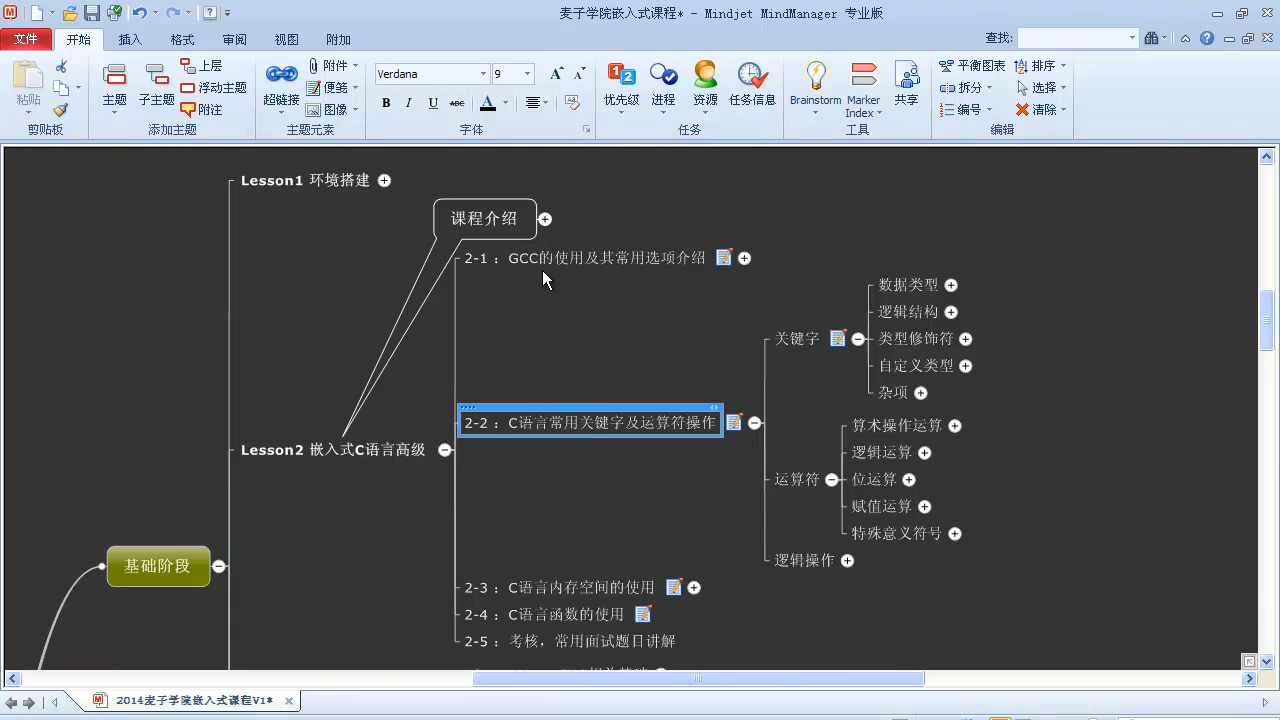 麦子学院嵌入式课程* - Mindjet MindManager 专业版
文件 开始 插入 格式 审阅 视图 附加 查找:
粘贴
剪贴板
主题 子主题 上层 浮动主题 附注
添加主题
超链接 附件 便笺 图像
主题元素
Verdana 9
B I U ABC A
字体
优先级 进程 资源 任务信息
任务
Brainstorm Marker Index 共享
工具
平衡图表 排序
拆分 选择
编号 清除
编辑
Lesson1 环境搭建
课程介绍
2-1 : GCC的使用及其常用选项介绍
数据类型
逻辑结构
关键字 类型修饰符
自定义类型
杂项
2-2 : C语言常用关键字及运算符操作
算术操作运算
Lesson2 嵌入式C语言高级
逻辑运算
运算符 位运算
赋值运算
特殊意义符号
逻辑操作
基础阶段
2-3 : C语言内存空间的使用
2-4 : C语言函数的使用
2-5 : 考核，常用面试题目讲解
2014麦子学院嵌入式课程V1*